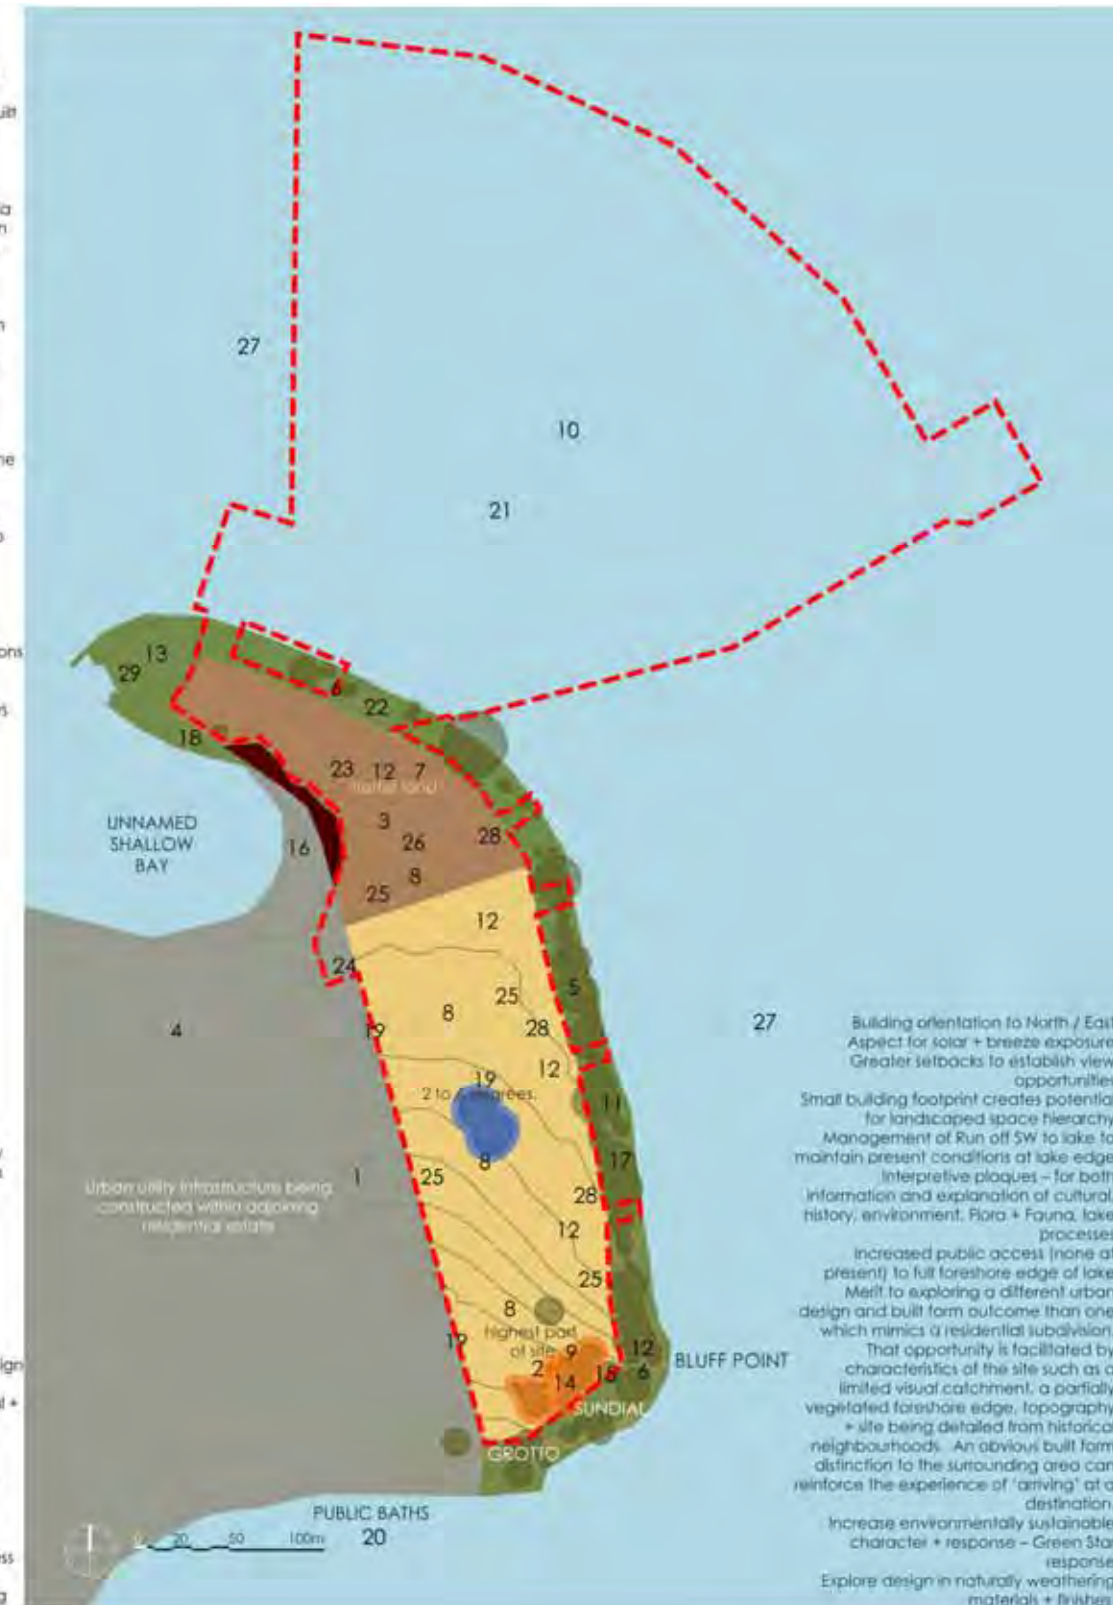 27
10
21
13
29
6
22
18
23 12 7
3
28
26
8
25
UNNAMED
SHALLOW
BAY
16
12
24
25
5
8
28
19
4
27
12
19
2 to
degrees.
11
8
17
1
25
28
Urban utility infrastructure being
constructed within adjoining
residential estate
12
25
8
highest part
of site
19
9
12
2
6
14
15
BLUFF POINT
SUNDIAL
GROTTO
PUBLIC BATHS
20
0 20 50 100m
Building orientation to North / East
Aspect for solar + breeze exposure
Greater setbacks to establish view
opportunities
Small building footprint creates potential
for landscaped space hierarchy
Management of Run off SW to lake to
maintain present conditions at lake edge
Interpretive plaques – for both
information and explanation of cultural,
history, environment, Flora + Fauna, lake
processes
Increased public access (none at
present) to full foreshore edge of lake
Merit to exploring a different urban
design and built form outcome than one
which mimics a residential subdivision.
That opportunity is facilitated by
characteristics of the site such as a
limited visual catchment, a partially
vegetated foreshore edge, topography
+ site being detailed from historical
neighbourhoods. An obvious built form
distinction to the surrounding area can
reinforce the experience of 'arriving' at a
destination.
Increase environmentally sustainable
character + response – Green Star
response
Explore design in naturally weathering
materials + finishes